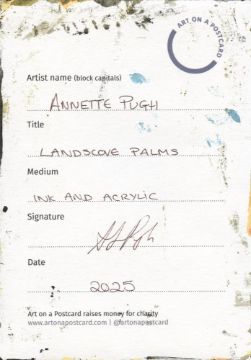 ART ON A POSTCARD
Artist name (block capitals)
ANNETTE PUGH
Title
LANDSCOVE PALMS
Medium
INK AND ACRYLIC
Signature
Date
2025
Art on a Postcard raises money for charity
www.artonapostcard.com | @artonapostcard